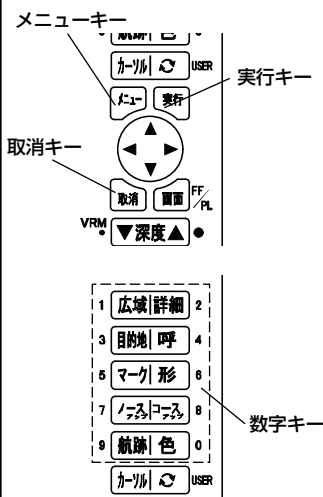 メニューキー
航跡 色
カーソル USER
実行キー
メニュー 実行
取消キー
取消 画面 FF/PL
VRM ▼深度▲
1 広域 詳細 2
3 目的地 呼 4
5 マーク 形 6
7 ノースアップ コースアップ 8
数字キー
9 航跡 色 0
カーソル USER